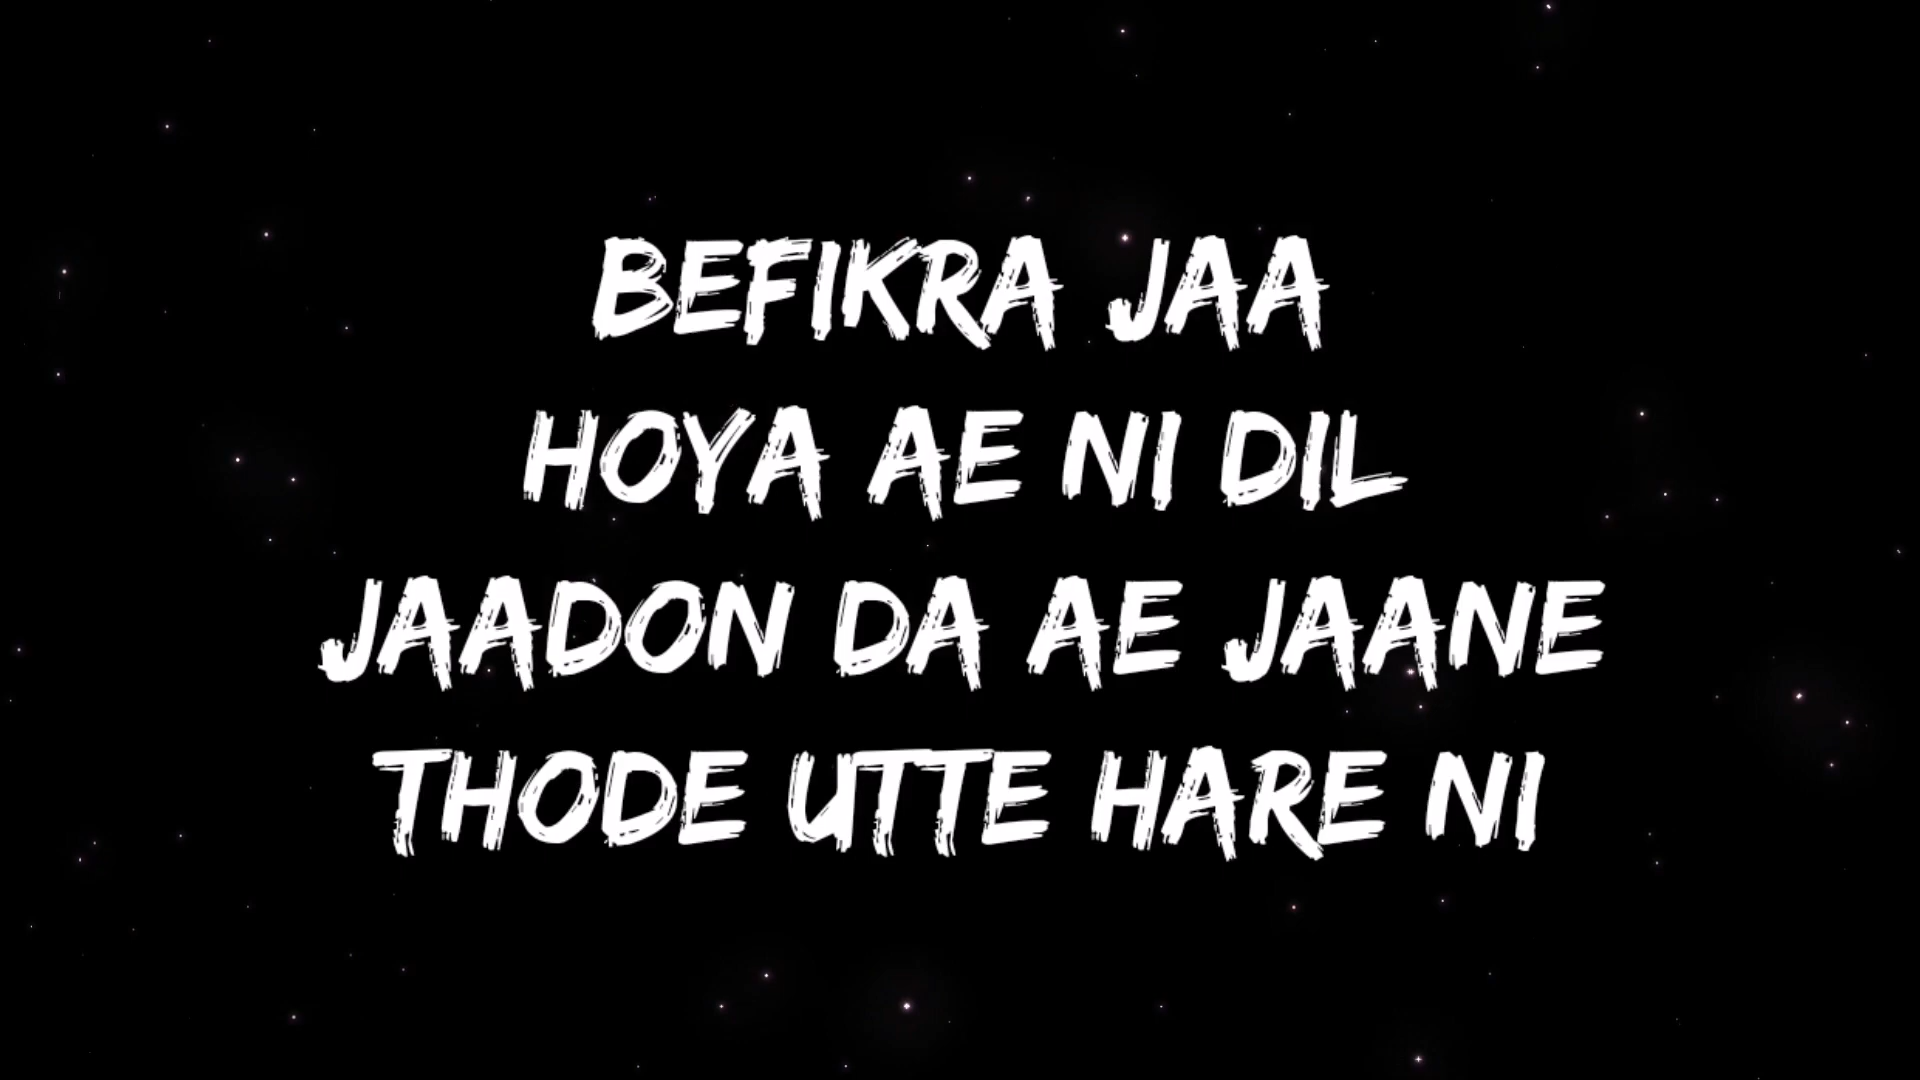 BEFIKRA JAA
HOYA AE NI DIL
JAADON DA AE JAANE
THODE UTTE HARE NI